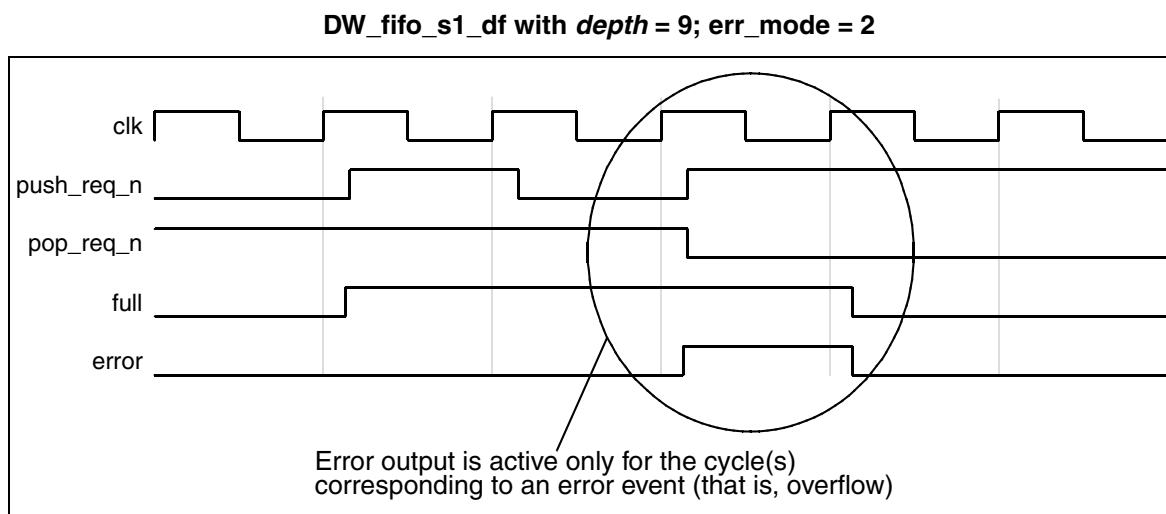 DW_fifo_s1_df with depth = 9; err_mode = 2
clk
push_req_n
pop_req_n
full
error
Error output is active only for the cycle(s)
corresponding to an error event (that is, overflow)